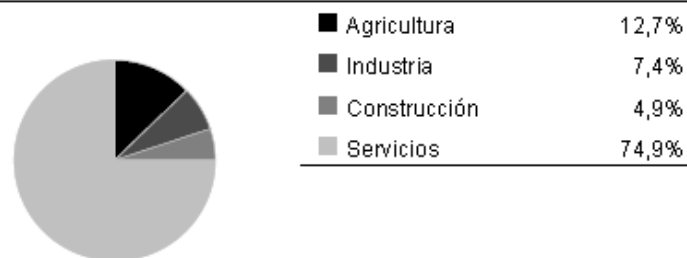 Agricultura 12,7%
Industria 7,4%
Construcción 4,9%
Servicios 74,9%